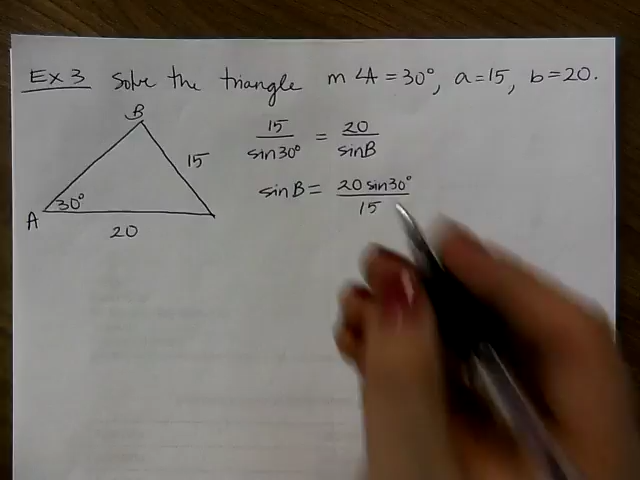 Ex 3 Solve the triangle m∠A = 30°, a=15, b=20.
B
15/sin30° = 20/sinB
15
sinB = 20 sin30°/15
A 30°
20